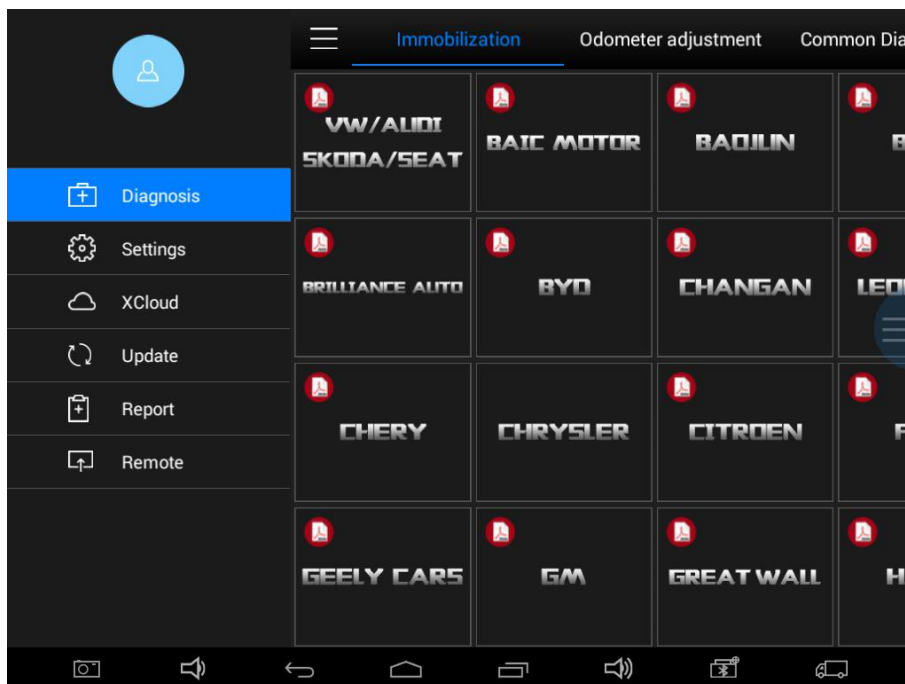 Immobilization Odometer adjustment Common Dia
VW/AUDI
SKODA/SEAT
BAIC MOTOR BAOJUN B
Diagnosis
Settings
BRILLIANCE AUTO BYD CHANGAN LEO
XCloud
Update
Report
CHERY CHRYSLER CITROEN F
Remote
GEELY CARS GM GREAT WALL H